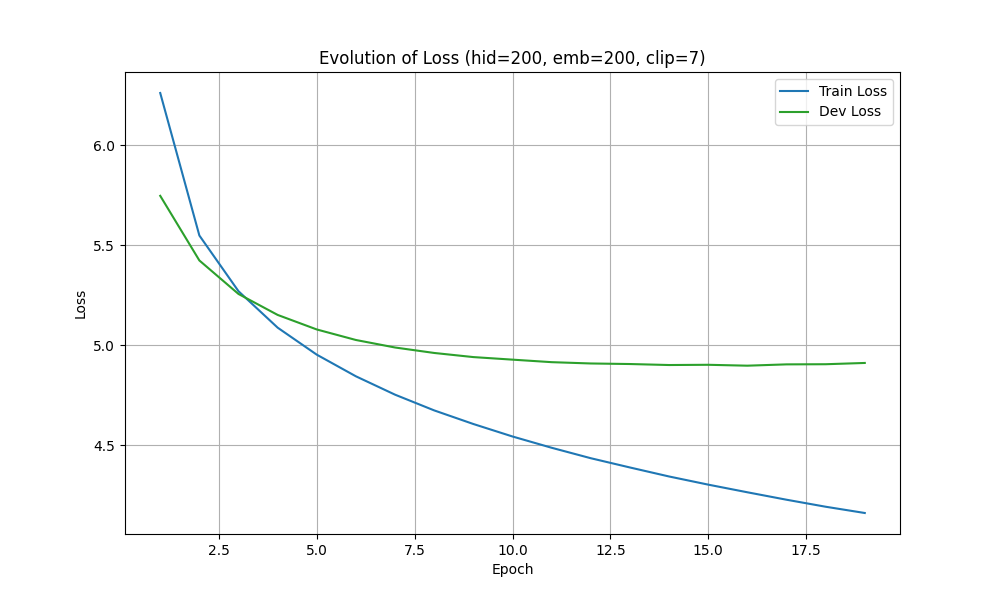 Evolution of Loss (hid=200, emb=200, clip=7)
Train Loss
Dev Loss
6.0
5.5
5.0
4.5
Loss
2.5 5.0 7.5 10.0 12.5 15.0 17.5
Epoch